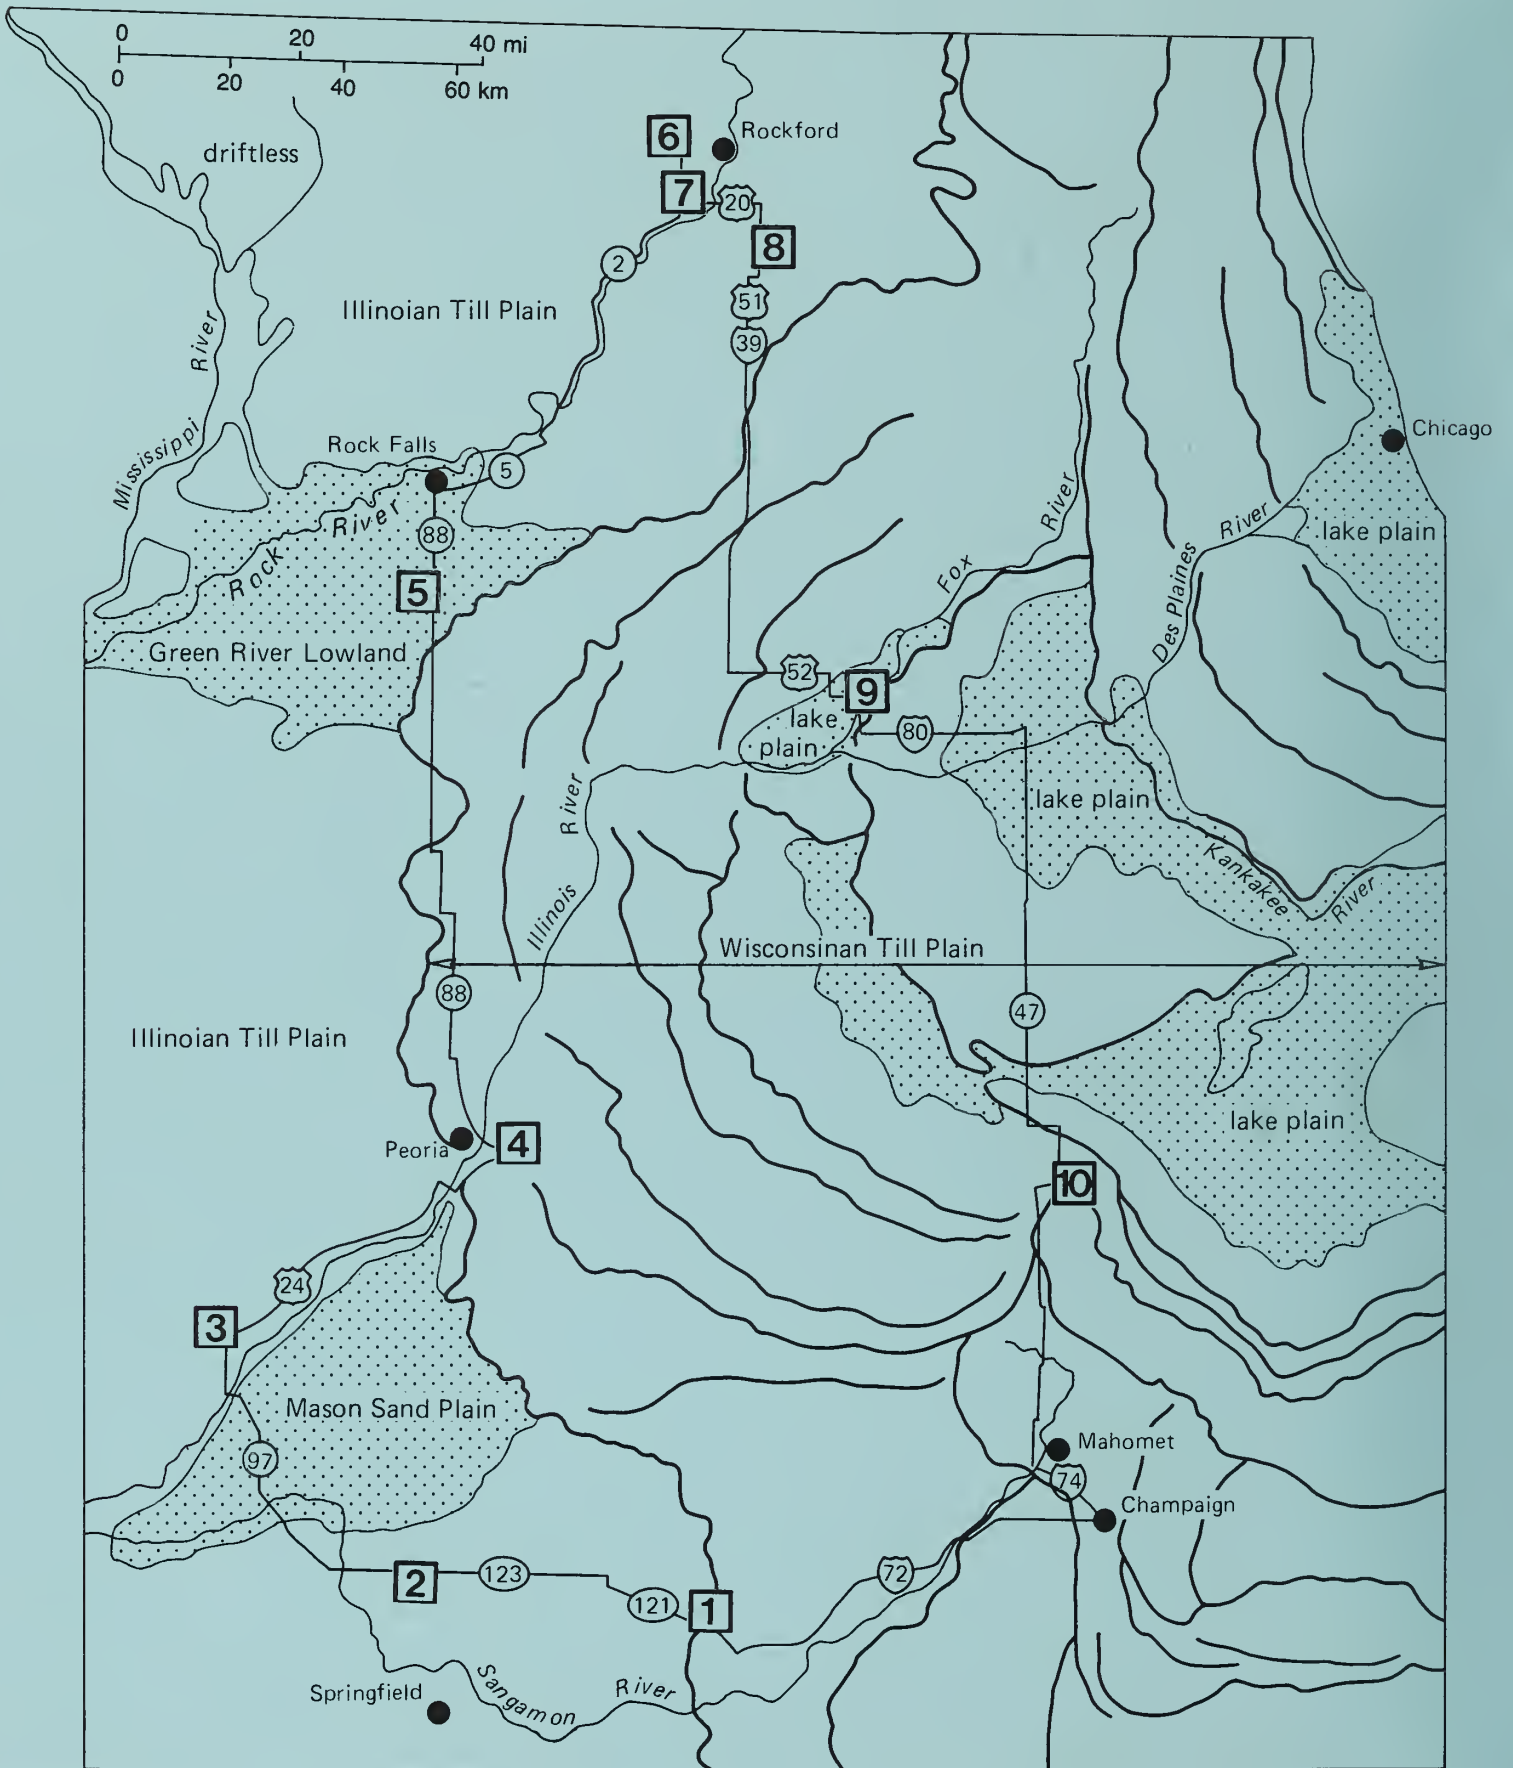 0 20 40 mi
0 20 40 60 km
driftless
6
Rockford
7
20
8
2
51
39
Illinoian Till Plain
Mississippi River
Rock Falls
5
88
Rock River
5
Green River Lowland
Chicago
lake plain
Des Plaines River
Fox River
52
9
80
lake
plain
lake plain
Kankakee River
Illinois River
Wisconsinan Till Plain
88
47
Illinoian Till Plain
lake plain
Peoria
4
10
24
3
Mason Sand Plain
97
Mahomet
74
Champaign
72
2
123
121
1
Springfield
Sangamon River